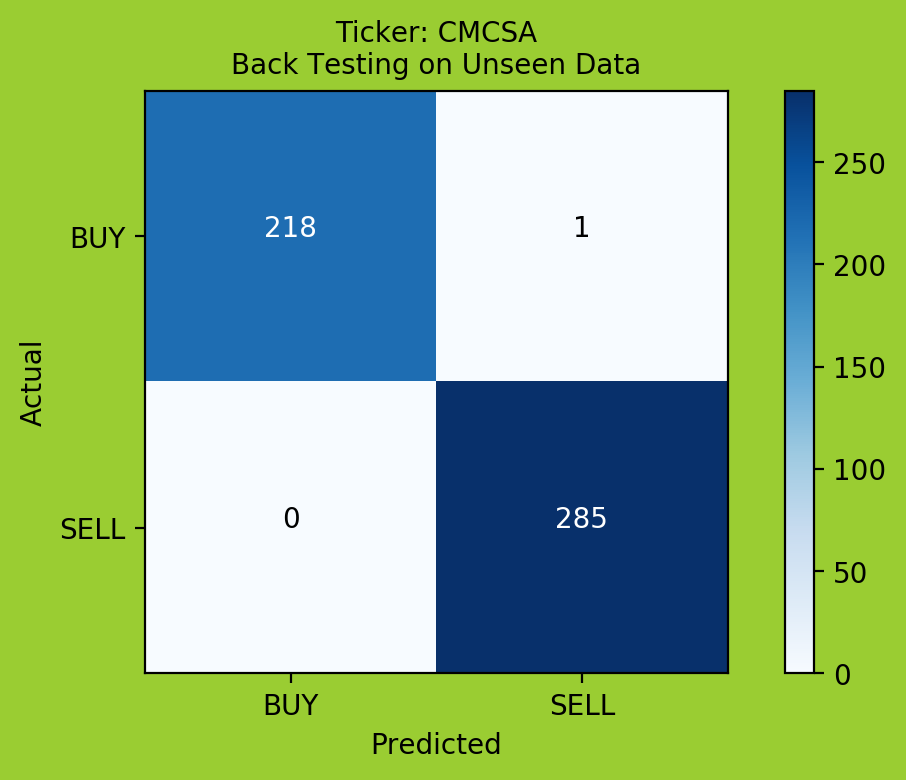 Ticker: CMCSA
Back Testing on Unseen Data
BUY
218
1
SELL
0
285
BUY
SELL
Actual
Predicted
250
200
150
100
50
0